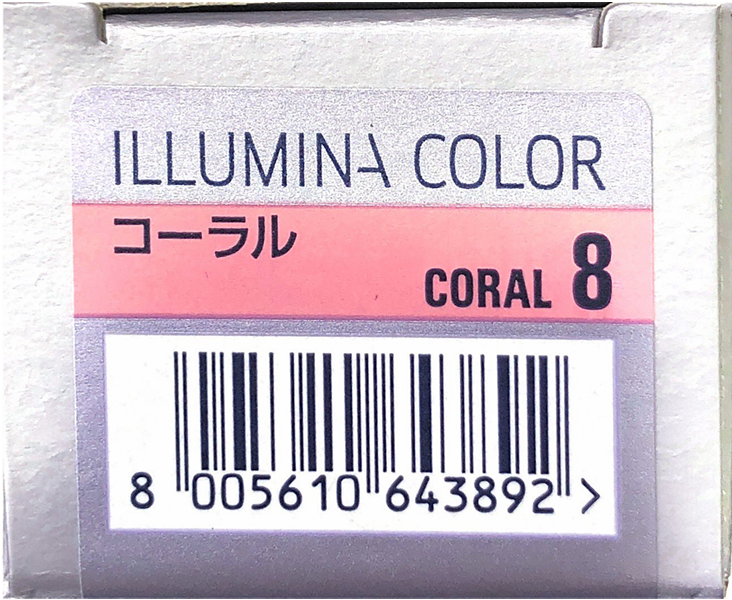 ILLUMINA COLOR
コーラル
CORAL 8
8 005610 643892 >